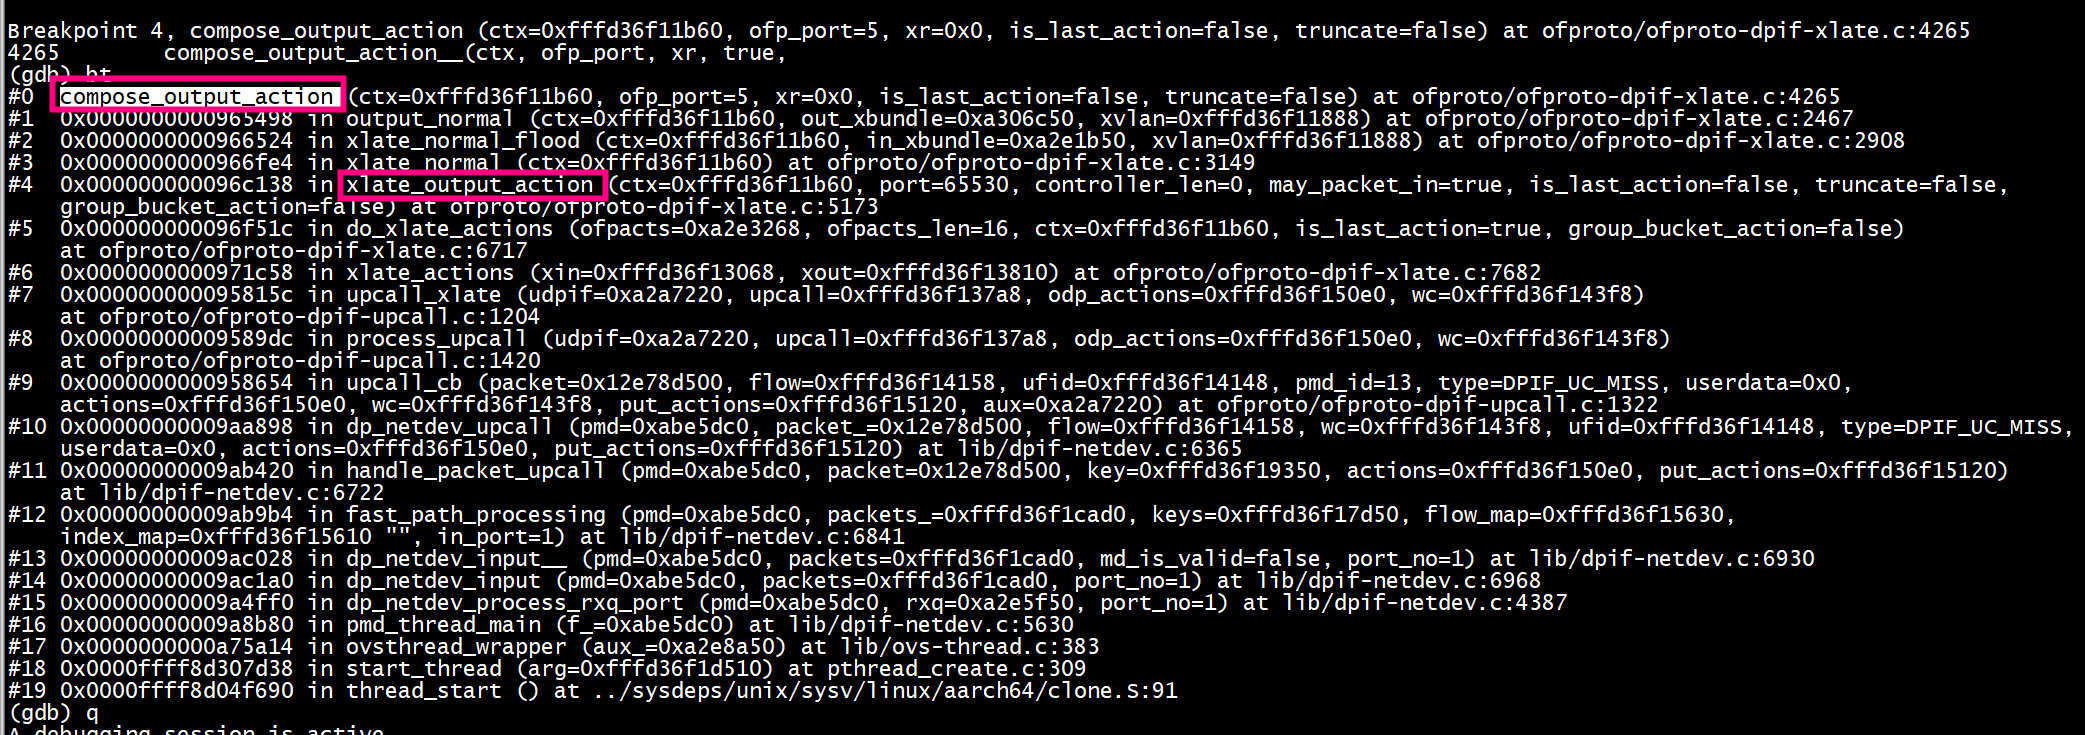 Breakpoint 4, compose_output_action (ctx=0xfffd36f11b60, ofp_port=5, xr=0x0, is_last_action=false, truncate=false) at ofproto/ofproto-dpif-xlate.c:4265
4265        compose_output_action__(ctx, ofp_port, xr, true,
(gdb) bt
#0  compose_output_action (ctx=0xfffd36f11b60, ofp_port=5, xr=0x0, is_last_action=false, truncate=false) at ofproto/ofproto-dpif-xlate.c:4265
#1  0x0000000000965498 in output_normal (ctx=0xfffd36f11b60, out_xbundle=0xa306c50, xvlan=0xfffd36f11888) at ofproto/ofproto-dpif-xlate.c:2467
#2  0x0000000000966524 in xlate_normal_flood (ctx=0xfffd36f11b60, in_xbundle=0xa2e1b50, xvlan=0xfffd36f11888) at ofproto/ofproto-dpif-xlate.c:2908
#3  0x0000000000966fe4 in xlate_normal (ctx=0xfffd36f11b60) at ofproto/ofproto-dpif-xlate.c:3149
#4  0x000000000096c138 in xlate_output_action (ctx=0xfffd36f11b60, port=65530, controller_len=0, may_packet_in=true, is_last_action=false, truncate=false,
    group_bucket_action=false) at ofproto/ofproto-dpif-xlate.c:5173
#5  0x000000000096f51c in do_xlate_actions (ofpacts=0xa2e3268, ofpacts_len=16, ctx=0xfffd36f11b60, is_last_action=true, group_bucket_action=false)
    at ofproto/ofproto-dpif-xlate.c:6717
#6  0x0000000000971c58 in xlate_actions (xin=0xfffd36f13068, xout=0xfffd36f13810) at ofproto/ofproto-dpif-xlate.c:7682
#7  0x000000000095815c in upcall_xlate (udpif=0xa2a7220, upcall=0xfffd36f137a8, odp_actions=0xfffd36f150e0, wc=0xfffd36f143f8)
    at ofproto/ofproto-dpif-upcall.c:1204
#8  0x00000000009589dc in process_upcall (udpif=0xa2a7220, upcall=0xfffd36f137a8, odp_actions=0xfffd36f150e0, wc=0xfffd36f143f8)
    at ofproto/ofproto-dpif-upcall.c:1420
#9  0x0000000000958654 in upcall_cb (packet=0x12e78d500, flow=0xfffd36f14158, ufid=0xfffd36f14148, pmd_id=13, type=DPIF_UC_MISS, userdata=0x0,
    actions=0xfffd36f150e0, wc=0xfffd36f143f8, put_actions=0xfffd36f15120, aux=0xa2a7220) at ofproto/ofproto-dpif-upcall.c:1322
#10 0x00000000009aa898 in dp_netdev_upcall (pmd=0xabe5dc0, packet_=0x12e78d500, flow=0xfffd36f14158, wc=0xfffd36f143f8, ufid=0xfffd36f14148, type=DPIF_UC_MISS,
    userdata=0x0, actions=0xfffd36f150e0, put_actions=0xfffd36f15120) at lib/dpif-netdev.c:6365
#11 0x00000000009ab420 in handle_packet_upcall (pmd=0xabe5dc0, packet=0x12e78d500, key=0xfffd36f19350, actions=0xfffd36f150e0, put_actions=0xfffd36f15120)
    at lib/dpif-netdev.c:6722
#12 0x00000000009ab9b4 in fast_path_processing (pmd=0xabe5dc0, packets_=0xfffd36f1cad0, keys=0xfffd36f17d50, flow_map=0xfffd36f15630,
    index_map=0xfffd36f15610 "", in_port=1) at lib/dpif-netdev.c:6841
#13 0x00000000009ac028 in dp_netdev_input__ (pmd=0xabe5dc0, packets=0xfffd36f1cad0, md_is_valid=false, port_no=1) at lib/dpif-netdev.c:6930
#14 0x00000000009ac1a0 in dp_netdev_input (pmd=0xabe5dc0, packets=0xfffd36f1cad0, port_no=1) at lib/dpif-netdev.c:6968
#15 0x00000000009a4ff0 in dp_netdev_process_rxq_port (pmd=0xabe5dc0, rxq=0xa2e5f50, port_no=1) at lib/dpif-netdev.c:4387
#16 0x00000000009a8b80 in pmd_thread_main (f_=0xabe5dc0) at lib/dpif-netdev.c:5630
#17 0x0000000000a75a14 in ovsthread_wrapper (aux_=0xa2e8a50) at lib/ovs-thread.c:383
#18 0x0000ffff8d307d38 in start_thread (arg=0xfffd36f1d510) at pthread_create.c:309
#19 0x0000ffff8d04f690 in thread_start () at ../sysdeps/unix/sysv/linux/aarch64/clone.S:91
(gdb) q
A debugging session is active